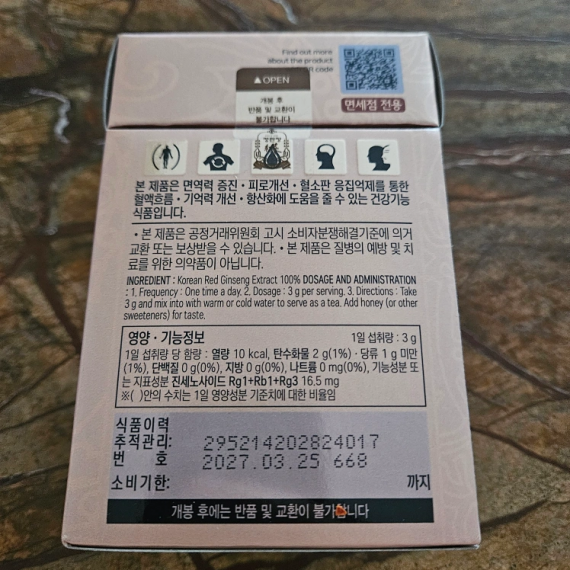 Find out more
about the product
QR code
▲OPEN
개봉 후
반품 및 교환이
불가합니다
면세점 전용
정관장
본 제품은 면역력 증진 • 피로개선 • 혈소판 응집억제를 통한
혈액흐름 • 기억력 개선 • 항산화에 도움을 줄 수 있는 건강기능
식품입니다.
• 본 제품은 공정거래위원회 고시 소비자분쟁해결기준에 의거
교환 또는 보상받을 수 있습니다. • 본 제품은 질병의 예방 및 치
료를 위한 의약품이 아닙니다.
INGREDIENT : Korean Red Ginseng Extract 100% DOSAGE AND ADMINISTRATION
: 1. Frequency : One time a day. 2. Dosage : 3 g per serving. 3. Directions : Take
3 g and mix into with warm or cold water to serve as a tea. Add honey (or other
sweeteners) for taste.
영양 · 기능정보 1일 섭취량 : 3 g
1일 섭취량 당 함량 : 열량 10 kcal, 탄수화물 2 g(1%) · 당류 1 g 미만
(1%), 단백질 0 g(0%), 지방 0 g(0%), 나트륨 0 mg(0%), 기능성분 또
는 지표성분 진세노사이드 Rg1+Rb1+Rg3 16.5 mg
※( )안의 수치는 1일 영양성분 기준치에 대한 비율임
식품이력
추적관리: 295214202824017
번 호 2027.03.25 668
소비기한: 까지
개봉 후에는 반품 및 교환이 불가합니다